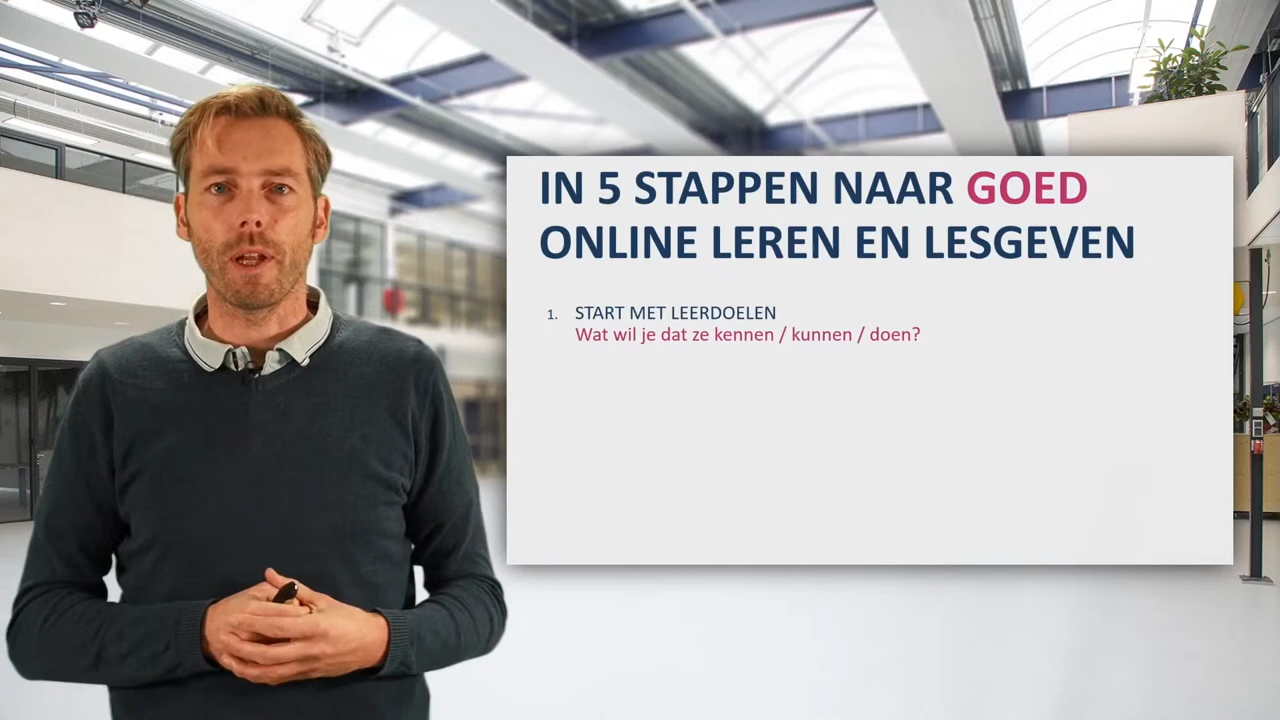 IN 5 STAPPEN NAAR GOED
ONLINE LEREN EN LESGEVEN
1. START MET LEERDOELEN
Wat wil je dat ze kennen / kunnen / doen?